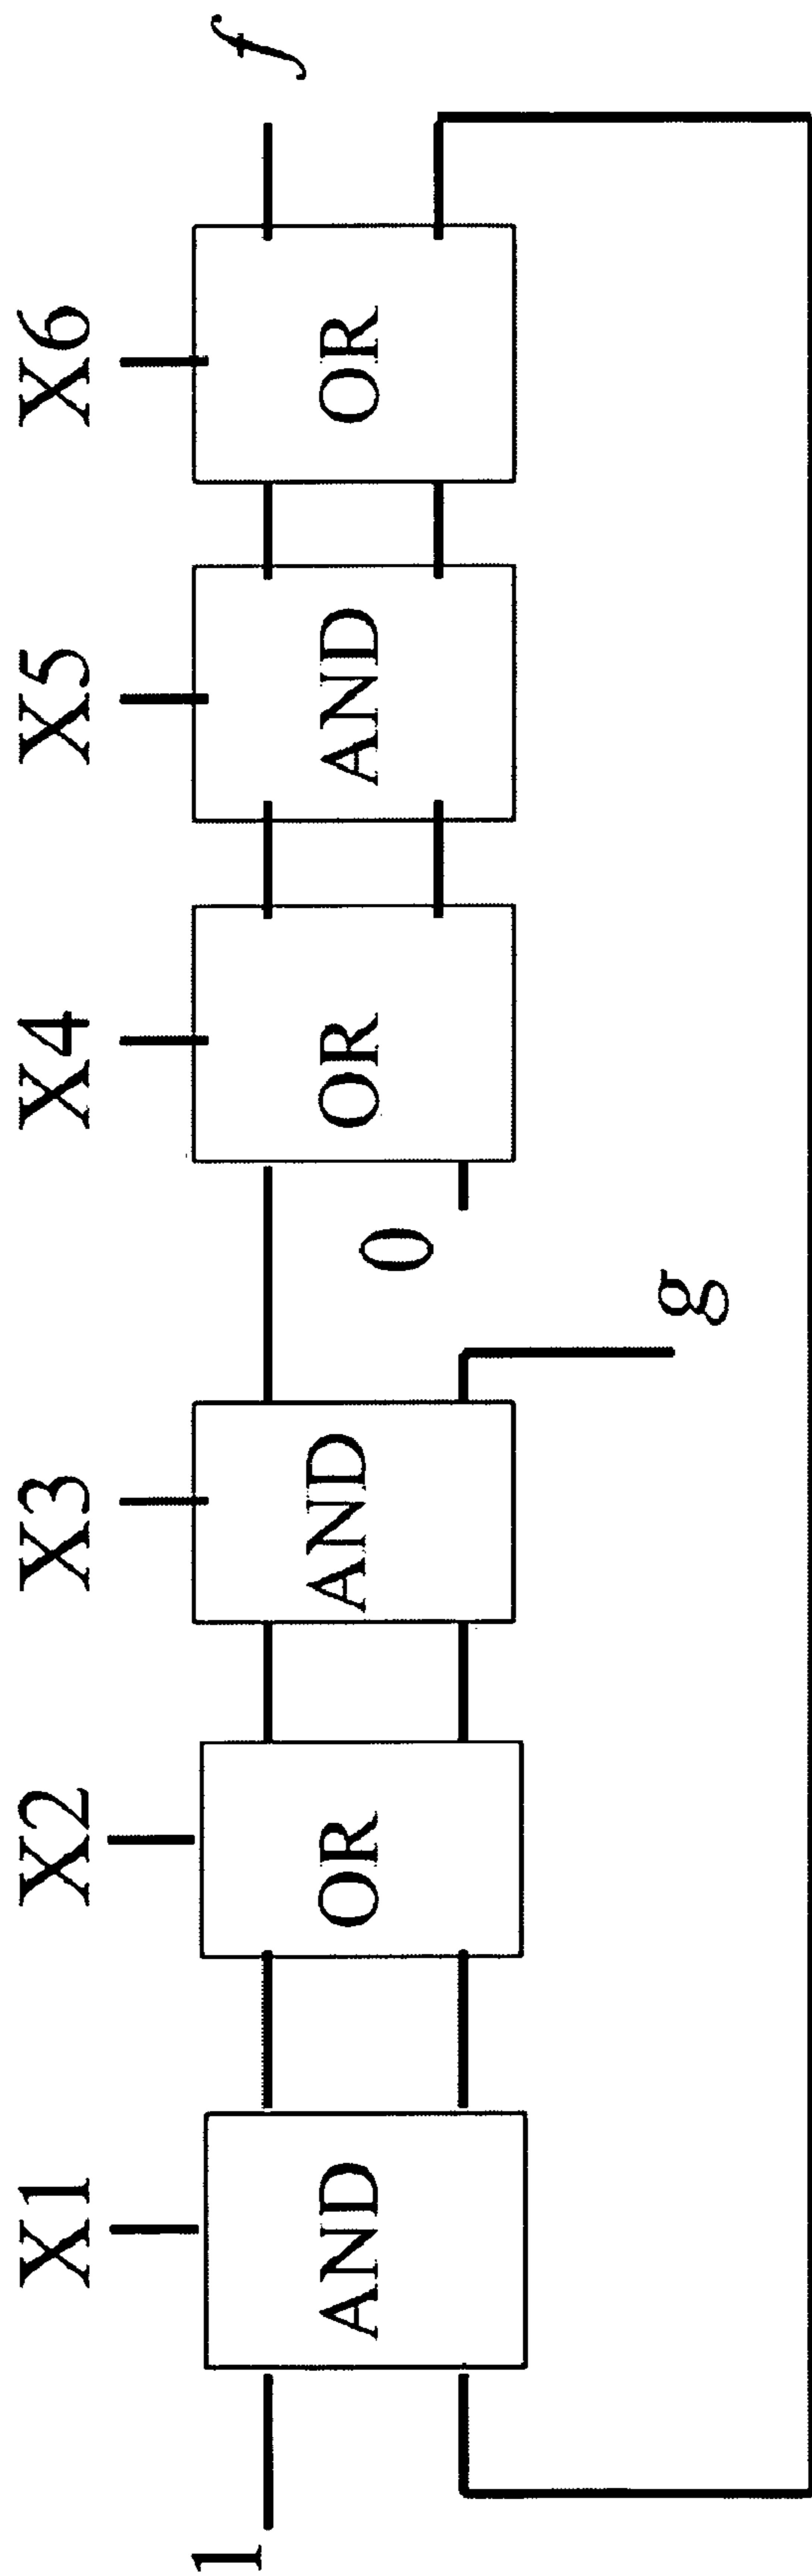 X1 X2 X3 X4 X5 X6
1 AND OR AND OR AND OR f
0
g